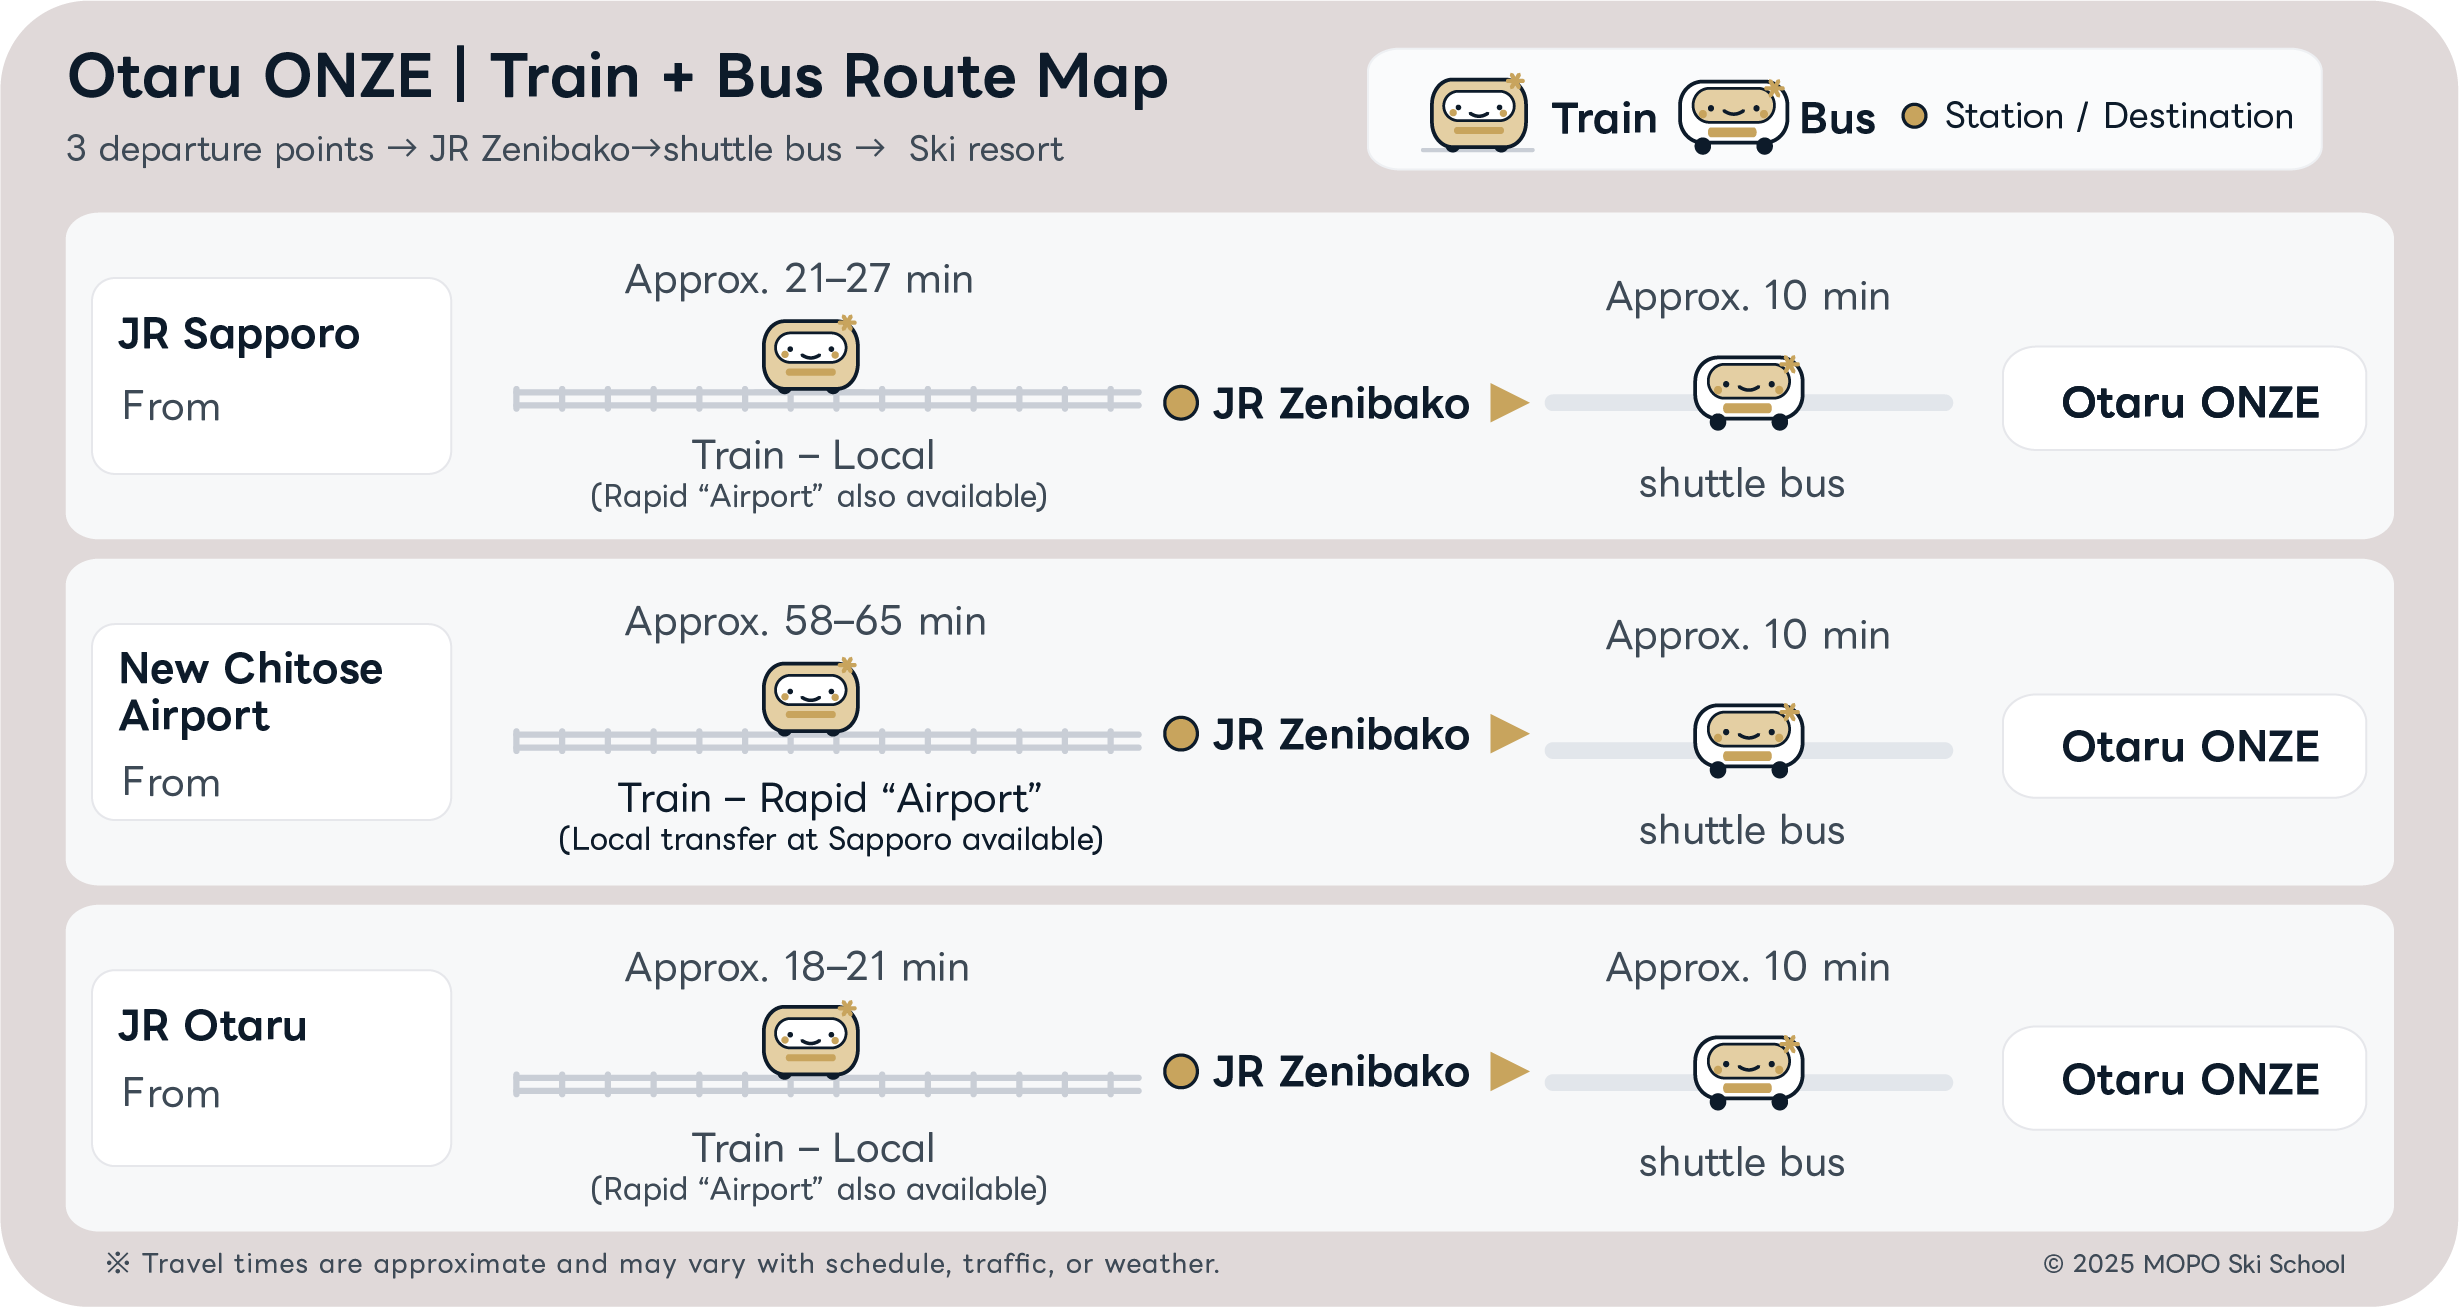 Otaru ONZE | Train + Bus Route Map
3 departure points → JR Zenibako→shuttle bus → Ski resort
Train
Bus
Station / Destination
JR Sapporo
From
Approx. 21–27 min
Train – Local
(Rapid “Airport” also available)
JR Zenibako
Approx. 10 min
shuttle bus
Otaru ONZE
New Chitose
Airport
From
Approx. 58–65 min
Train – Rapid “Airport”
(Local transfer at Sapporo available)
JR Zenibako
Approx. 10 min
shuttle bus
Otaru ONZE
JR Otaru
From
Approx. 18–21 min
Train – Local
(Rapid “Airport” also available)
JR Zenibako
Approx. 10 min
shuttle bus
Otaru ONZE
※ Travel times are approximate and may vary with schedule, traffic, or weather.
© 2025 MOPO Ski School